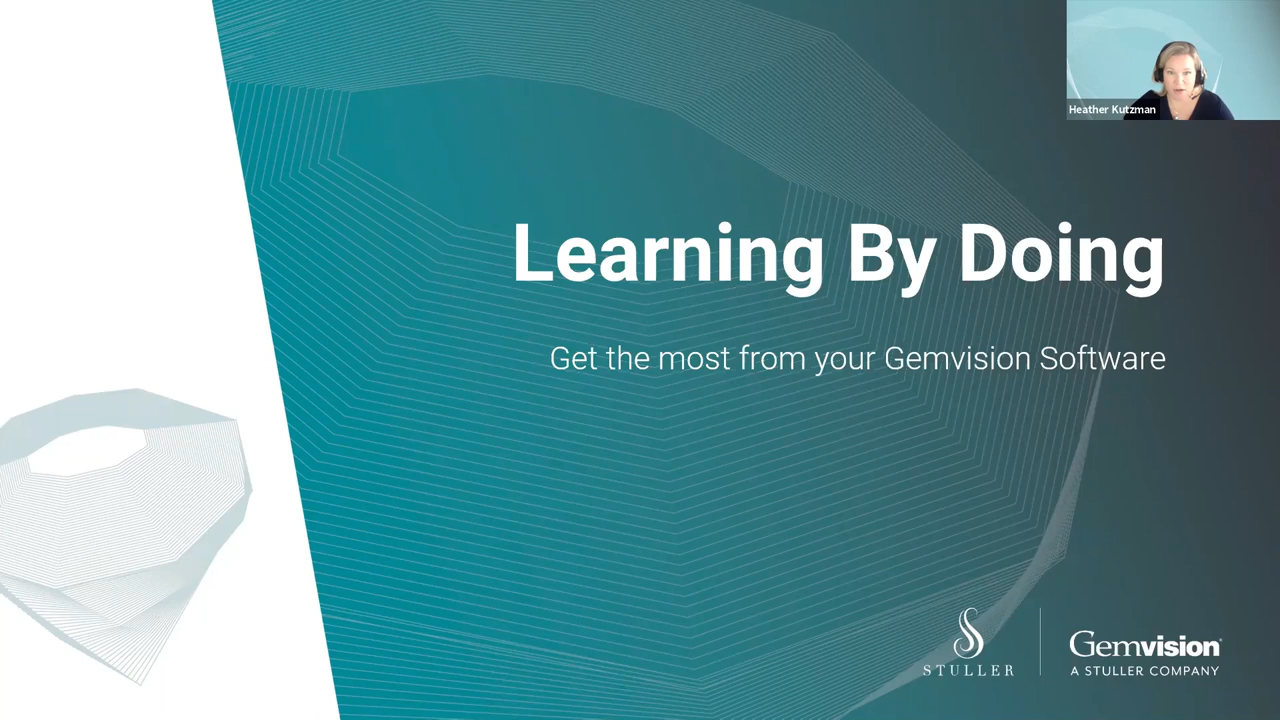 Heather Kutzman
Learning By Doing
Get the most from your Gemvision Software
STULLER
Gemvision®
A STULLER COMPANY